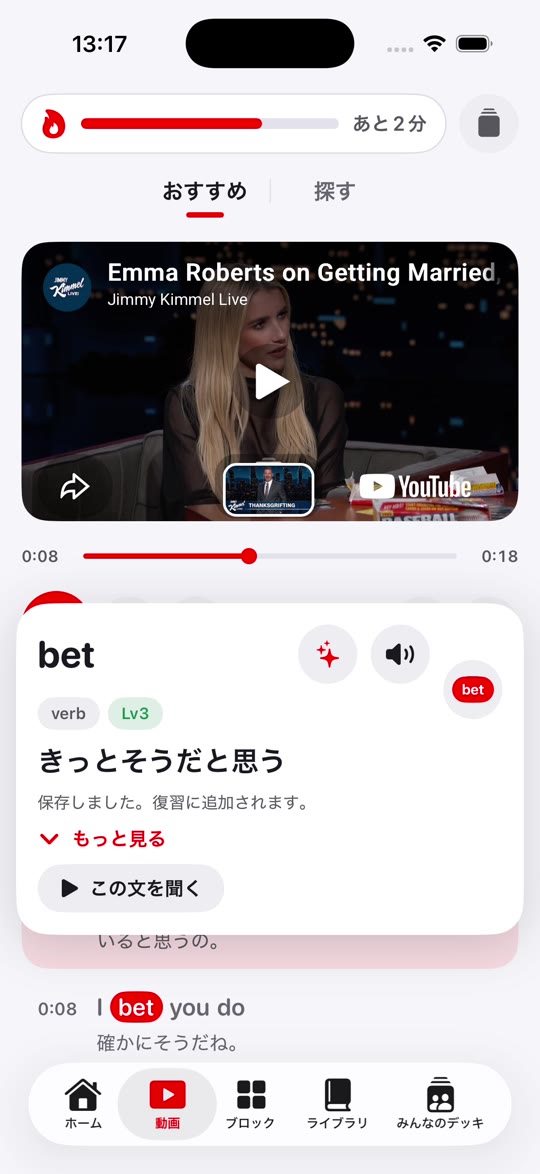 13:17
あと2分
おすすめ
探す
JIMMY Kimmel LIVE!
Emma Roberts on Getting Married,
Jimmy Kimmel Live
THANKSGRIFTING
YouTube
BASEBALL
0:08
0:18
bet
bet
verb
Lv3
きっとそうだと思う
保存しました。復習に追加されます。
もっと見る
この文を聞く
いると思うの。
0:08 I bet you do
確かにそうだね。
ホーム
動画
ブロック
ライブラリ
みんなのデッキ